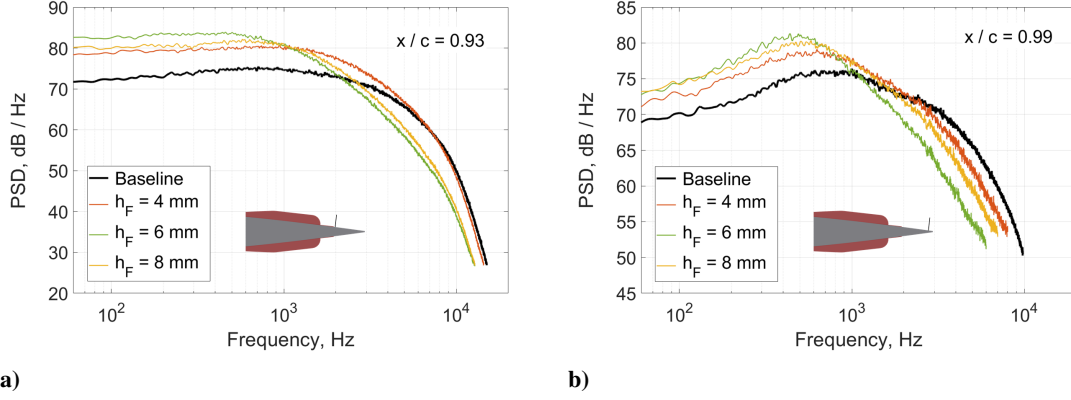 90
80
70
60
50
40
30
20
PSD, dB / Hz
x / c = 0.93
Baseline
h_F = 4 mm
h_F = 6 mm
h_F = 8 mm
10^2
10^3
10^4
Frequency, Hz
a)
85
80
75
70
65
60
55
50
45
PSD, dB / Hz
x / c = 0.99
Baseline
h_F = 4 mm
h_F = 6 mm
h_F = 8 mm
10^2
10^3
10^4
Frequency, Hz
b)